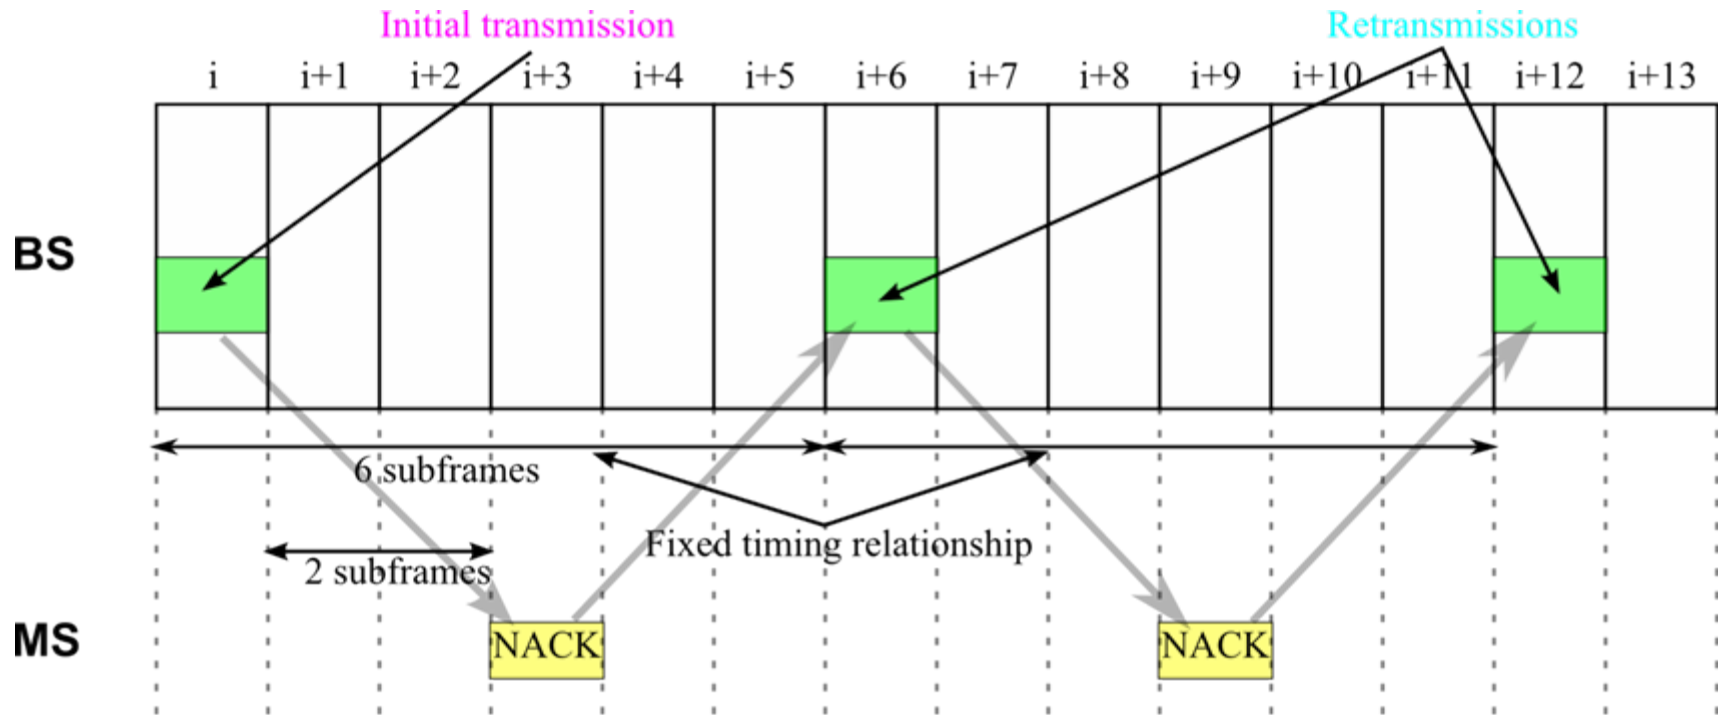 Initial transmission
Retransmissions
i i+1 i+2 i+3 i+4 i+5 i+6 i+7 i+8 i+9 i+10 i+11 i+12 i+13
BS
6 subframes
Fixed timing relationship
2 subframes
MS
NACK NACK